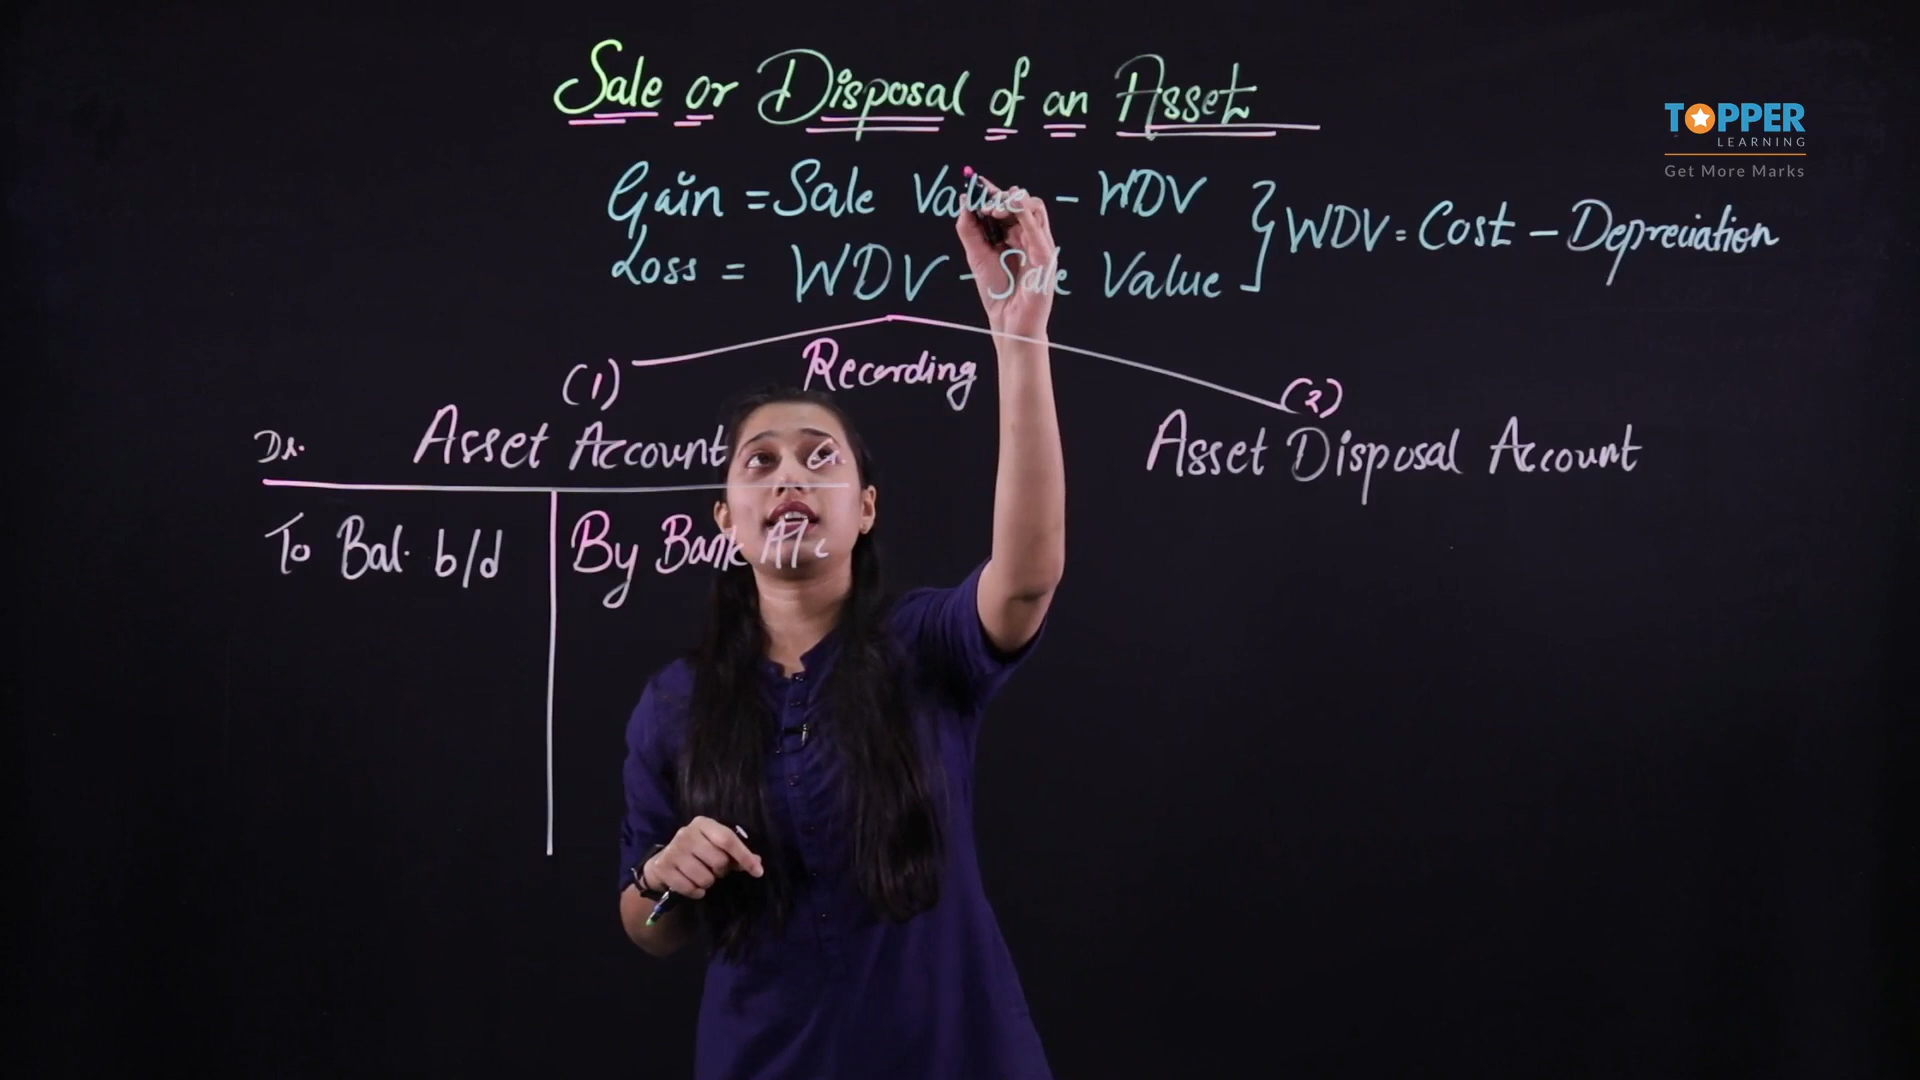 Sale or Disposal of an Asset
TOPPER
LEARNING
Get More Marks
Gain = Sale Value - WDV
Loss = WDV - Sale Value
WDV = Cost - Depreciation
Recording
(1)
(2)
Dr. Asset Account Cr.
Asset Disposal Account
To Bal. b/d
By Bank A/c